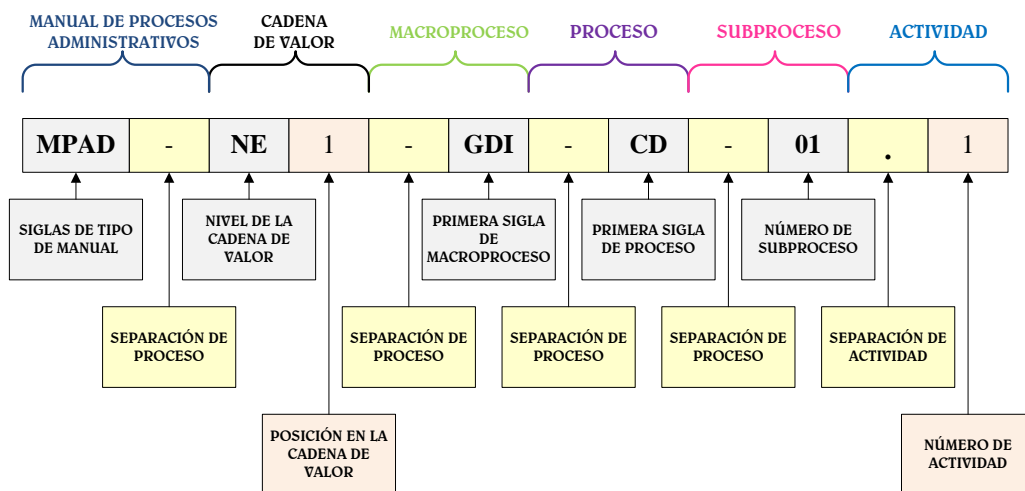 MANUAL DE PROCESOS
ADMINISTRATIVOS
CADENA
DE VALOR
MACROPROCESO
PROCESO
SUBPROCESO
ACTIVIDAD
MPAD - NE 1 - GDI - CD - 01 . 1
SIGLAS DE TIPO
DE MANUAL
NIVEL DE LA
CADENA DE
VALOR
PRIMERA SIGLA
DE
MACROPROCESO
PRIMERA SIGLA
DE PROCESO
NÚMERO DE
SUBPROCESO
SEPARACIÓN DE
PROCESO
SEPARACIÓN DE
PROCESO
SEPARACIÓN DE
PROCESO
SEPARACIÓN DE
PROCESO
SEPARACIÓN DE
ACTIVIDAD
POSICIÓN EN LA
CADENA DE
VALOR
NÚMERO DE
ACTIVIDAD